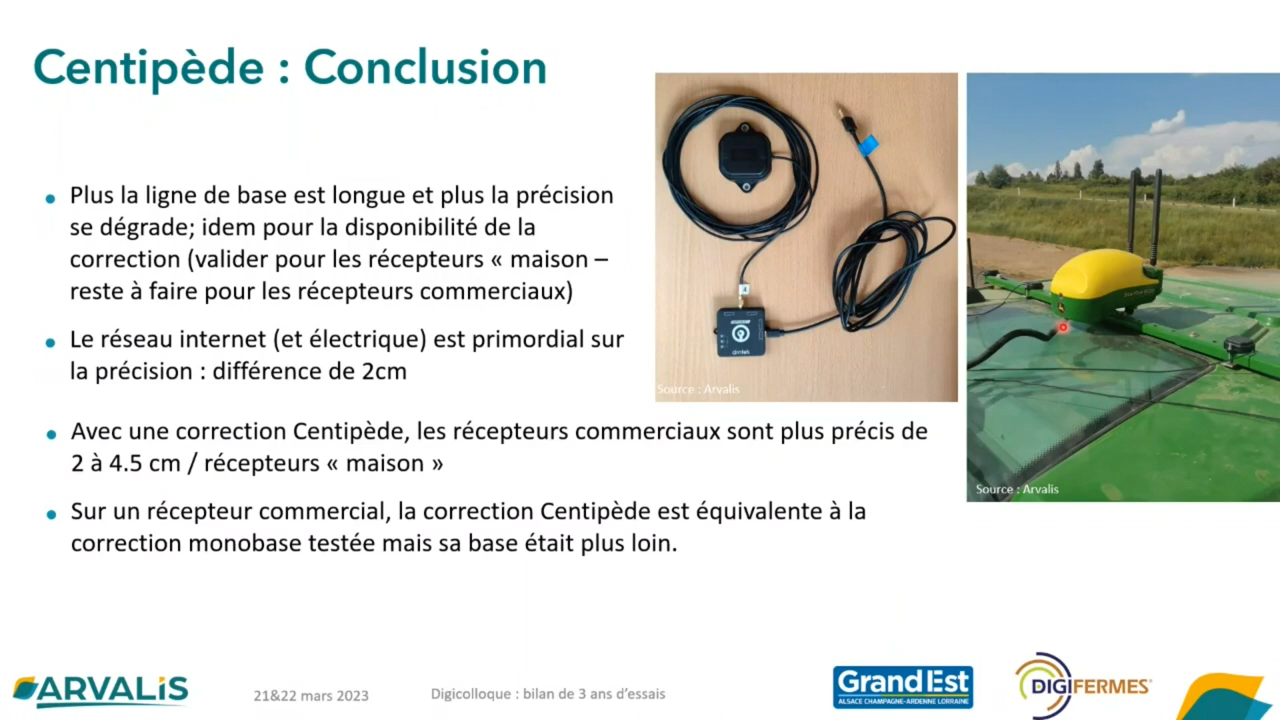 Centipède : Conclusion
Plus la ligne de base est longue et plus la précision
se dégrade; idem pour la disponibilité de la
correction (valider pour les récepteurs « maison –
reste à faire pour les récepteurs commerciaux)
Le réseau internet (et électrique) est primordial sur
la précision : différence de 2cm
Avec une correction Centipède, les récepteurs commerciaux sont plus précis de
2 à 4.5 cm / récepteurs « maison »
Sur un récepteur commercial, la correction Centipède est équivalente à la
correction monobase testée mais sa base était plus loin.
4
drotek
Source : Arvalis
Source : Arvalis
ARVALIS
21&22 mars 2023
Digicolloque : bilan de 3 ans d’essais
Grand Est
ALSACE CHAMPAGNE-ARDENNE LORRAINE
DIGIFERMES